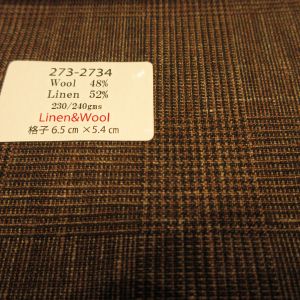 273-2734
Wool 48%
Linen 52%
230/240gms
Linen&Wool
格子 6.5 cm ×5.4 cm